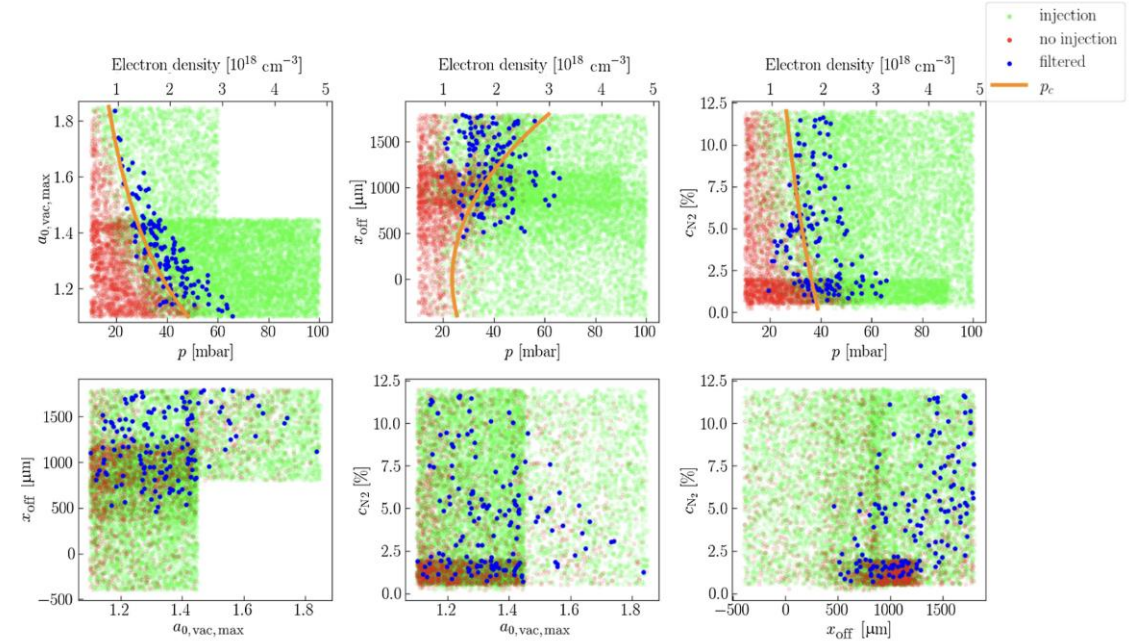 injection
no injection
filtered
p_c
Electron density [10^18 cm^−3]
Electron density [10^18 cm^−3]
Electron density [10^18 cm^−3]
1 2 3 4 5
1 2 3 4 5
1 2 3 4 5
1.8
1.6
1.4
1.2
a_0,vac,max
20 40 60 80 100
p [mbar]
1500
1000
500
0
x_off [μm]
20 40 60 80 100
p [mbar]
12.5
10.0
7.5
5.0
2.5
0.0
c_N2 [%]
20 40 60 80 100
p [mbar]
1500
1000
500
0
−500
x_off [μm]
1.2 1.4 1.6 1.8
a_0,vac,max
12.5
10.0
7.5
5.0
2.5
0.0
c_N2 [%]
1.2 1.4 1.6 1.8
a_0,vac,max
12.5
10.0
7.5
5.0
2.5
0.0
c_N2 [%]
−500 0 500 1000 1500
x_off [μm]